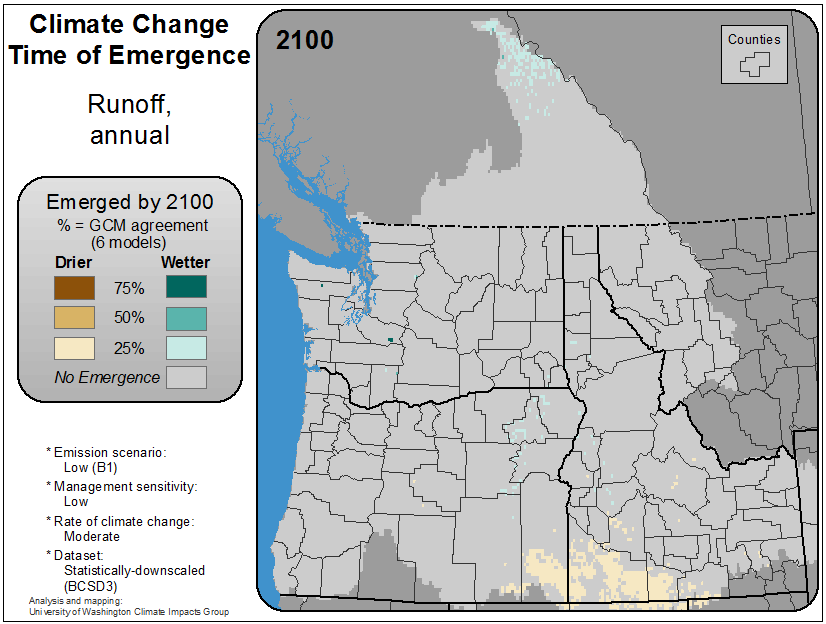 Climate Change
Time of Emergence
Runoff,
annual
Emerged by 2100
% = GCM agreement
(6 models)
Drier Wetter
75%
50%
25%
No Emergence
* Emission scenario:
Low (B1)
* Management sensitivity:
Low
* Rate of climate change:
Moderate
* Dataset:
Statistically-downscaled
(BCSD3)
Analysis and mapping:
University of Washington Climate Impacts Group
2100
Counties